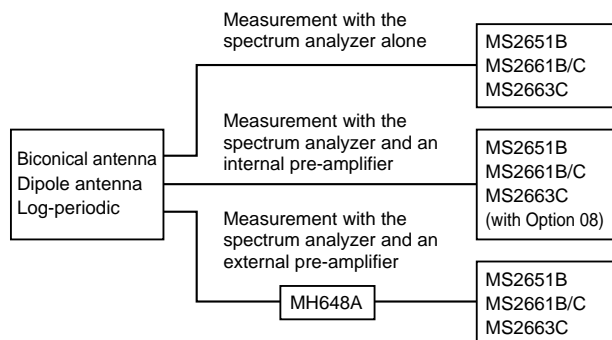 Measurement with the
spectrum analyzer alone
MS2651B
MS2661B/C
MS2663C
Biconical antenna
Dipole antenna
Log-periodic
Measurement with the
spectrum analyzer and an
internal pre-amplifier
MS2651B
MS2661B/C
MS2663C
(with Option 08)
Measurement with the
spectrum analyzer and an
external pre-amplifier
MH648A
MS2651B
MS2661B/C
MS2663C